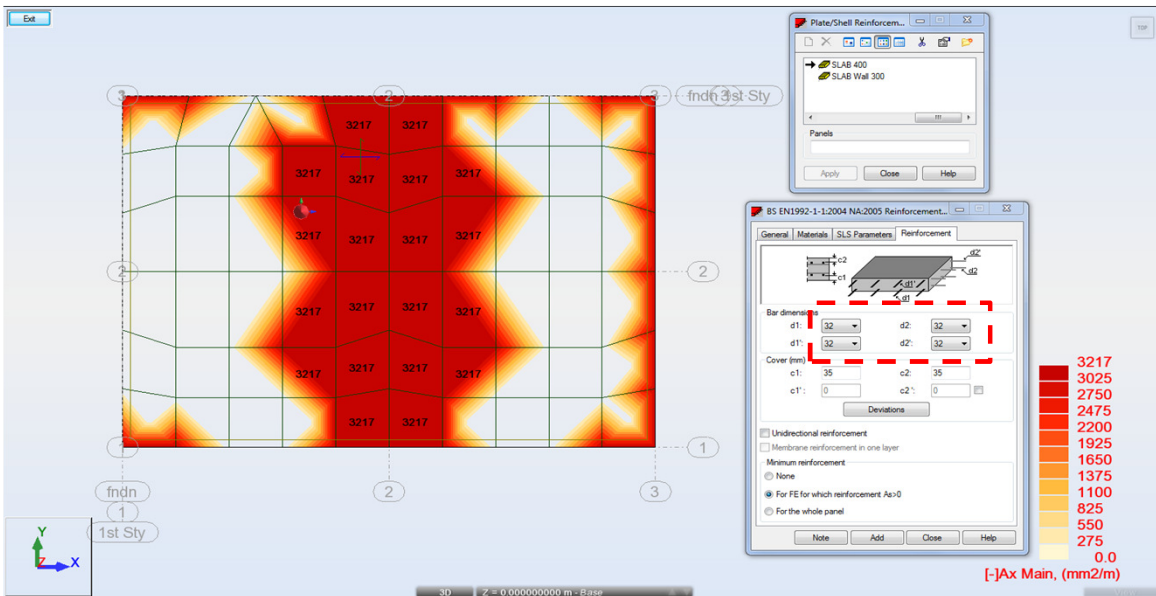 Exit
Plate/Shell Reinforcem...
SLAB 400
SLAB Wall 300
Panels
Apply Close Help
TOP
3 2 3 fndn 3 1st Sty
3217 3217
3217 3217 3217 3217
3217 3217 3217 3217
2 2
3217 3217 3217 3217
3217 3217 3217 3217
3217 3217
1 1
fndn 2 3
1
1st Sty
Y
Z X
BS EN1992-1-1:2004 NA:2005 Reinforcement...
General Materials SLS Parameters Reinforcement
c2
c1
d2'
d2
d1'
d1
Bar dimensions
d1: 32 d2: 32
d1': 32 d2': 32
Cover (mm)
c1: 35 c2: 35
c1': 0 c2': 0
Deviations
Unidirectional reinforcement
Membrane reinforcement in one layer
Minimum reinforcement
None
For FE for which reinforcement As>0
For the whole panel
Note Add Close Help
3217
3025
2750
2475
2200
1925
1650
1375
1100
825
550
275
0.0
[-]Ax Main, (mm2/m)
3D Z = 0.000000000 m - Base